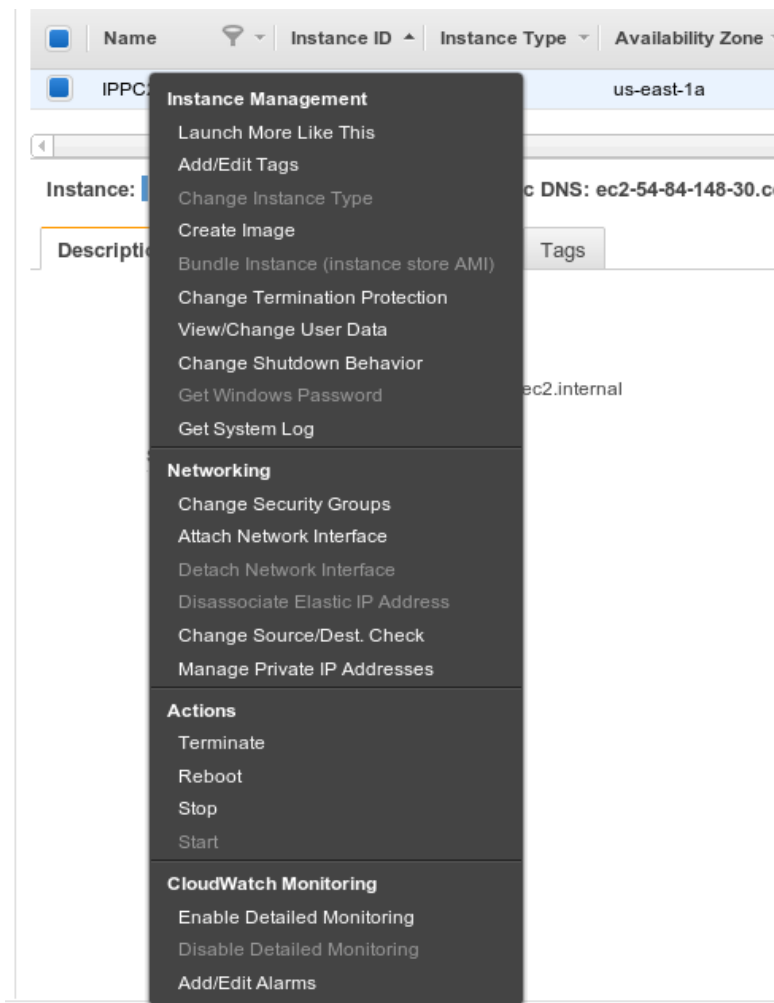 Name Instance ID Instance Type Availability Zone
us-east-1a
Instance: DNS: ec2-54-84-148-30
Tags
ec2.internal
Instance Management
Launch More Like This
Add/Edit Tags
Change Instance Type
Create Image
Bundle Instance (instance store AMI)
Change Termination Protection
View/Change User Data
Change Shutdown Behavior
Get Windows Password
Get System Log
Networking
Change Security Groups
Attach Network Interface
Detach Network Interface
Disassociate Elastic IP Address
Change Source/Dest. Check
Manage Private IP Addresses
Actions
Terminate
Reboot
Stop
Start
CloudWatch Monitoring
Enable Detailed Monitoring
Disable Detailed Monitoring
Add/Edit Alarms